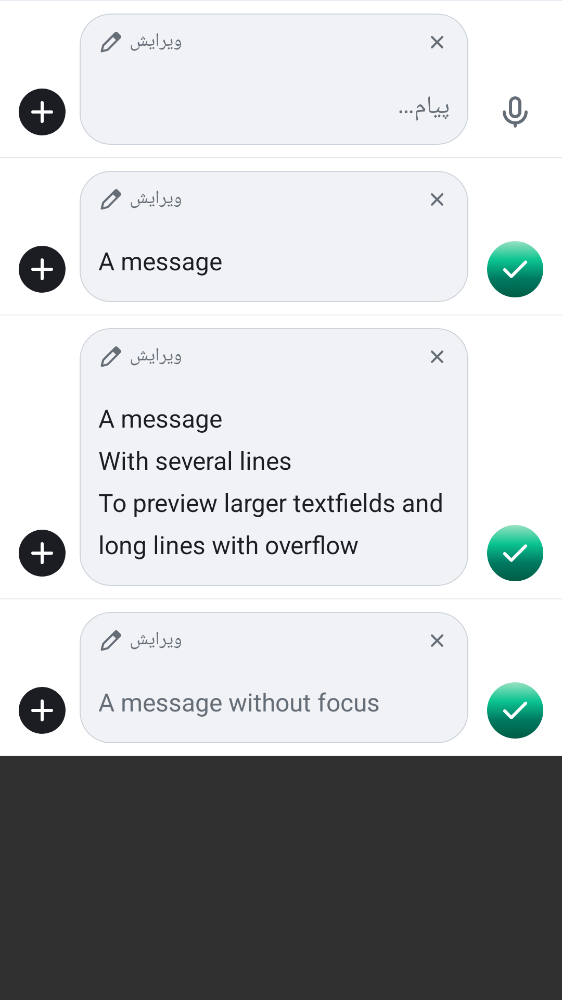 ویرایش
پیام…
ویرایش
A message
ویرایش
A message
With several lines
To preview larger textfields and
long lines with overflow
ویرایش
A message without focus